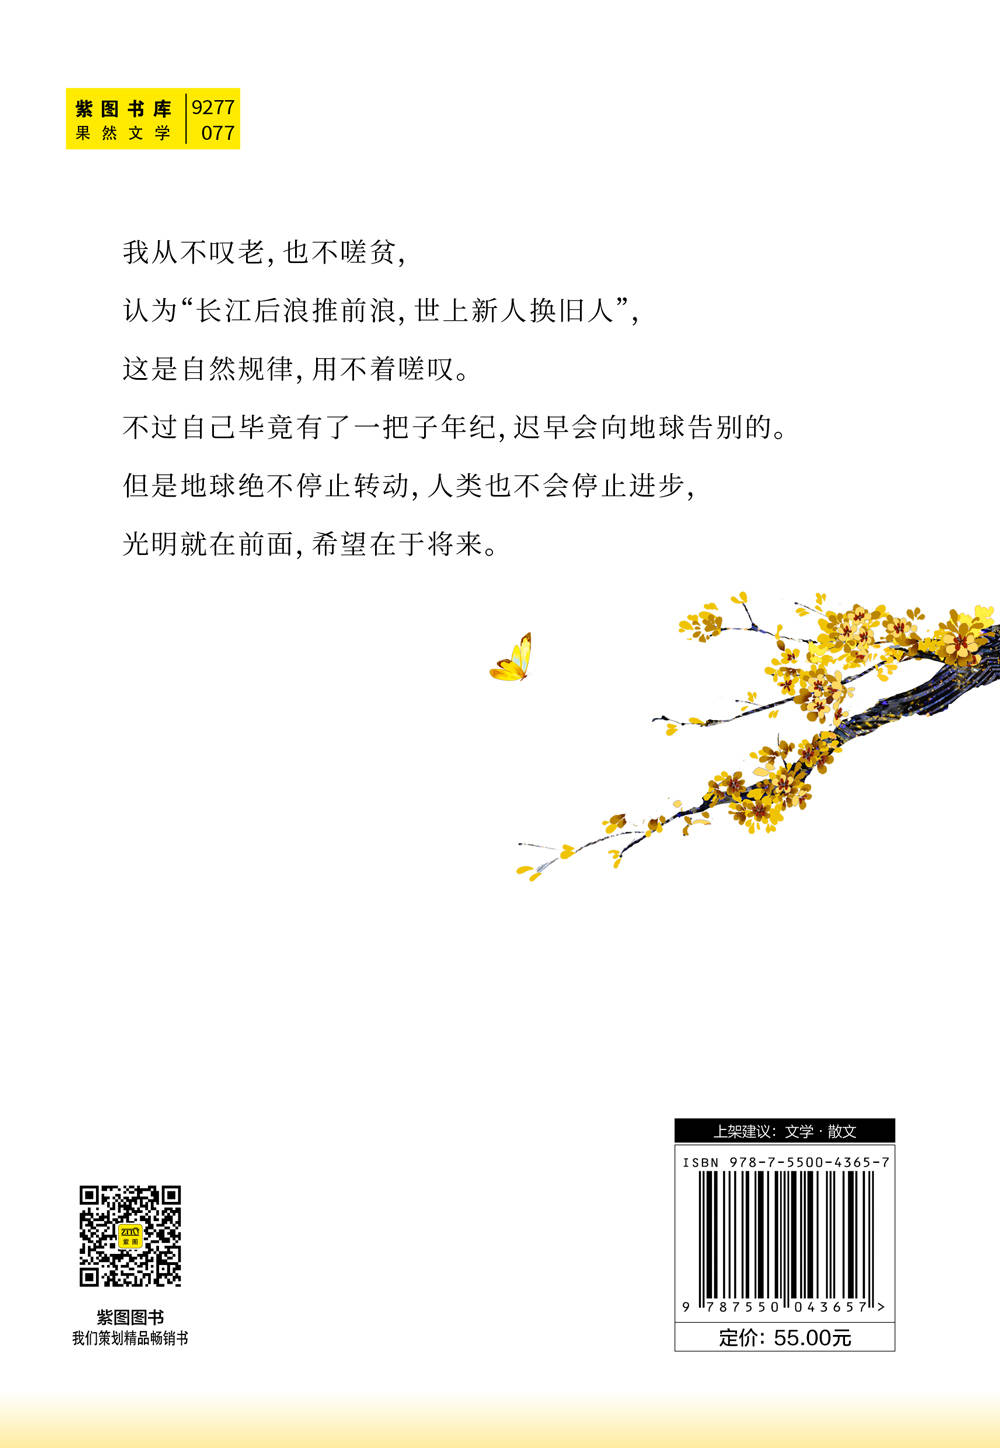 紫图书库 9277
果然文学 077
我从不叹老，也不嗟贫，
认为“长江后浪推前浪，世上新人换旧人”，
这是自然规律，用不着嗟叹。
不过自己毕竟有了一把子年纪，迟早会向地球告别的。
但是地球绝不停止转动，人类也不会停止进步，
光明就在前面，希望在于将来。
上架建议：文学·散文
ISBN 978-7-5500-4365-7
9 787550 043657 >
定价：55.00元
ZITO
紫图
紫图图书
我们策划精品畅销书